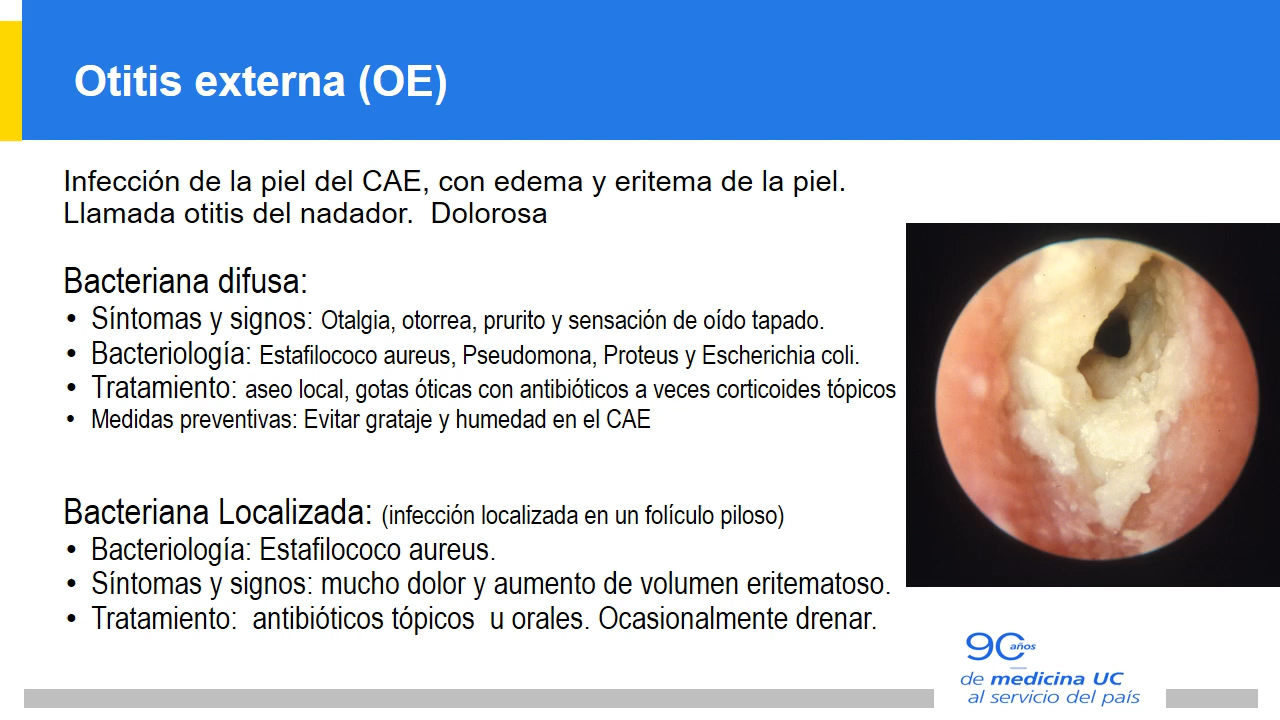 Otitis externa (OE)
Infección de la piel del CAE, con edema y eritema de la piel.
Llamada otitis del nadador.  Dolorosa
Bacteriana difusa:
• Síntomas y signos: Otalgia, otorrea, prurito y sensación de oído tapado.
• Bacteriología: Estafilococo aureus, Pseudomona, Proteus y Escherichia coli.
• Tratamiento: aseo local, gotas óticas con antibióticos a veces corticoides tópicos
• Medidas preventivas: Evitar grataje y humedad en el CAE
Bacteriana Localizada: (infección localizada en un folículo piloso)
• Bacteriología: Estafilococo aureus.
• Síntomas y signos: mucho dolor y aumento de volumen eritematoso.
• Tratamiento:  antibióticos tópicos  u orales. Ocasionalmente drenar.
90 años
de medicina UC
al servicio del país